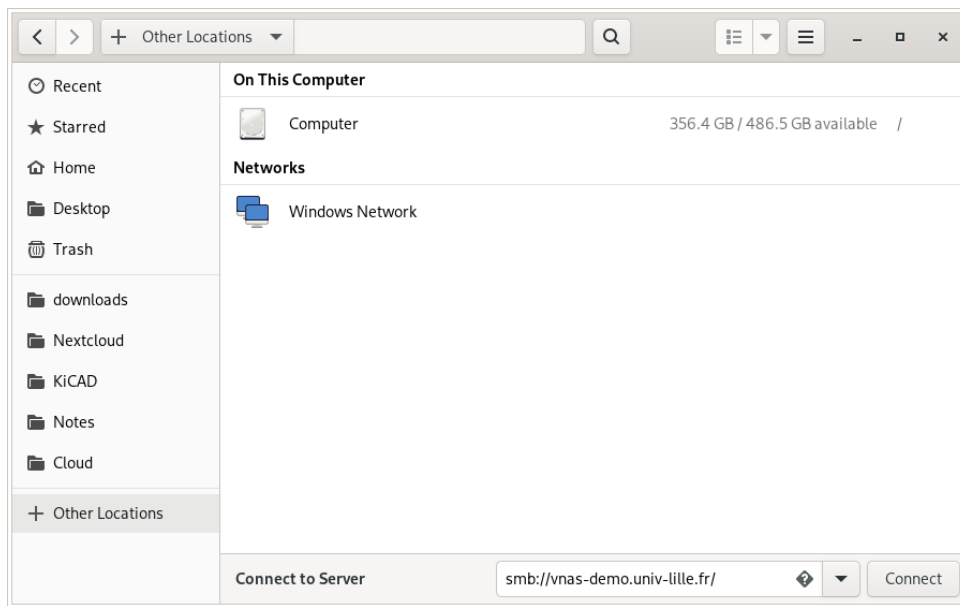 Other Locations
Recent
Starred
Home
Desktop
Trash
downloads
Nextcloud
KiCAD
Notes
Cloud
Other Locations
On This Computer
Computer 356.4 GB / 486.5 GB available /
Networks
Windows Network
Connect to Server smb://vnas-demo.univ-lille.fr/ Connect